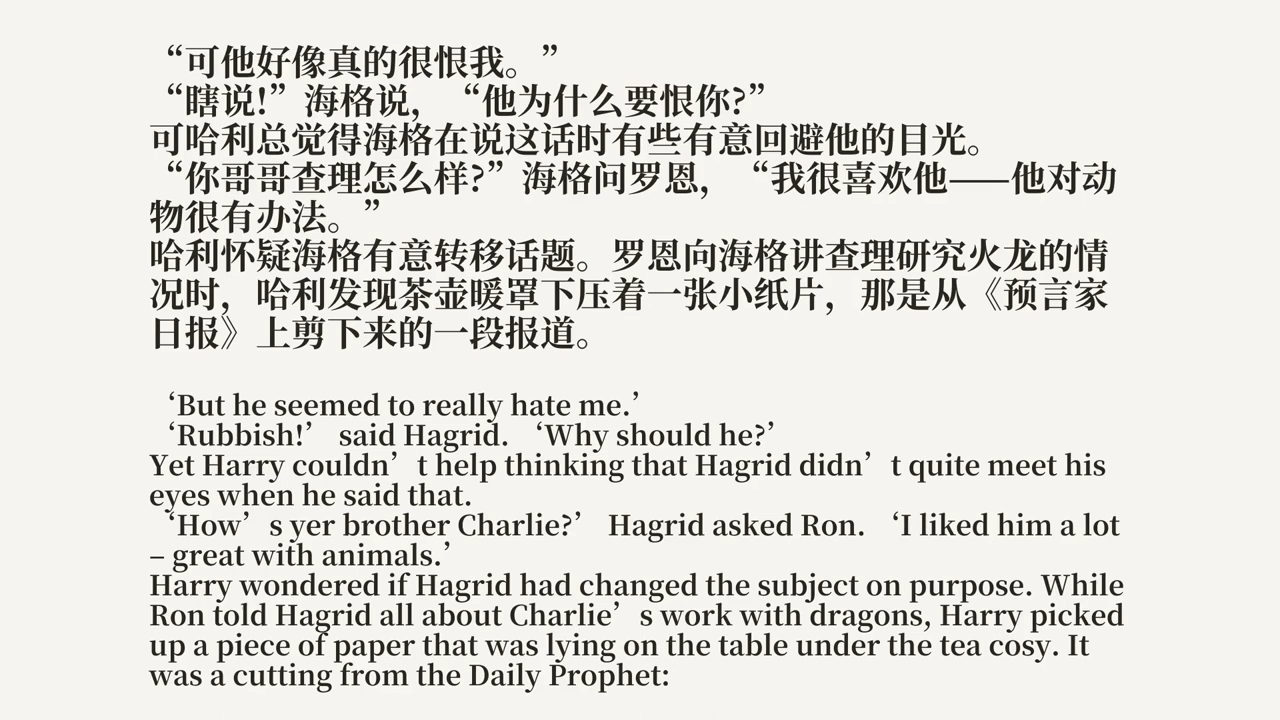 “可他好像真的很恨我。”
“瞎说!”海格说，“他为什么要恨你?”
可哈利总觉得海格在说这话时有些有意回避他的目光。
“你哥哥查理怎么样?”海格问罗恩，“我很喜欢他——他对动
物很有办法。”
哈利怀疑海格有意转移话题。罗恩向海格讲查理研究火龙的情
况时，哈利发现茶壶暖罩下压着一张小纸片，那是从《预言家
日报》上剪下来的一段报道。
‘But he seemed to really hate me.’
‘Rubbish!’ said Hagrid. ‘Why should he?’
Yet Harry couldn’t help thinking that Hagrid didn’t quite meet his
eyes when he said that.
‘How’s yer brother Charlie?’ Hagrid asked Ron. ‘I liked him a lot
– great with animals.’
Harry wondered if Hagrid had changed the subject on purpose. While
Ron told Hagrid all about Charlie’s work with dragons, Harry picked
up a piece of paper that was lying on the table under the tea cosy. It
was a cutting from the Daily Prophet: